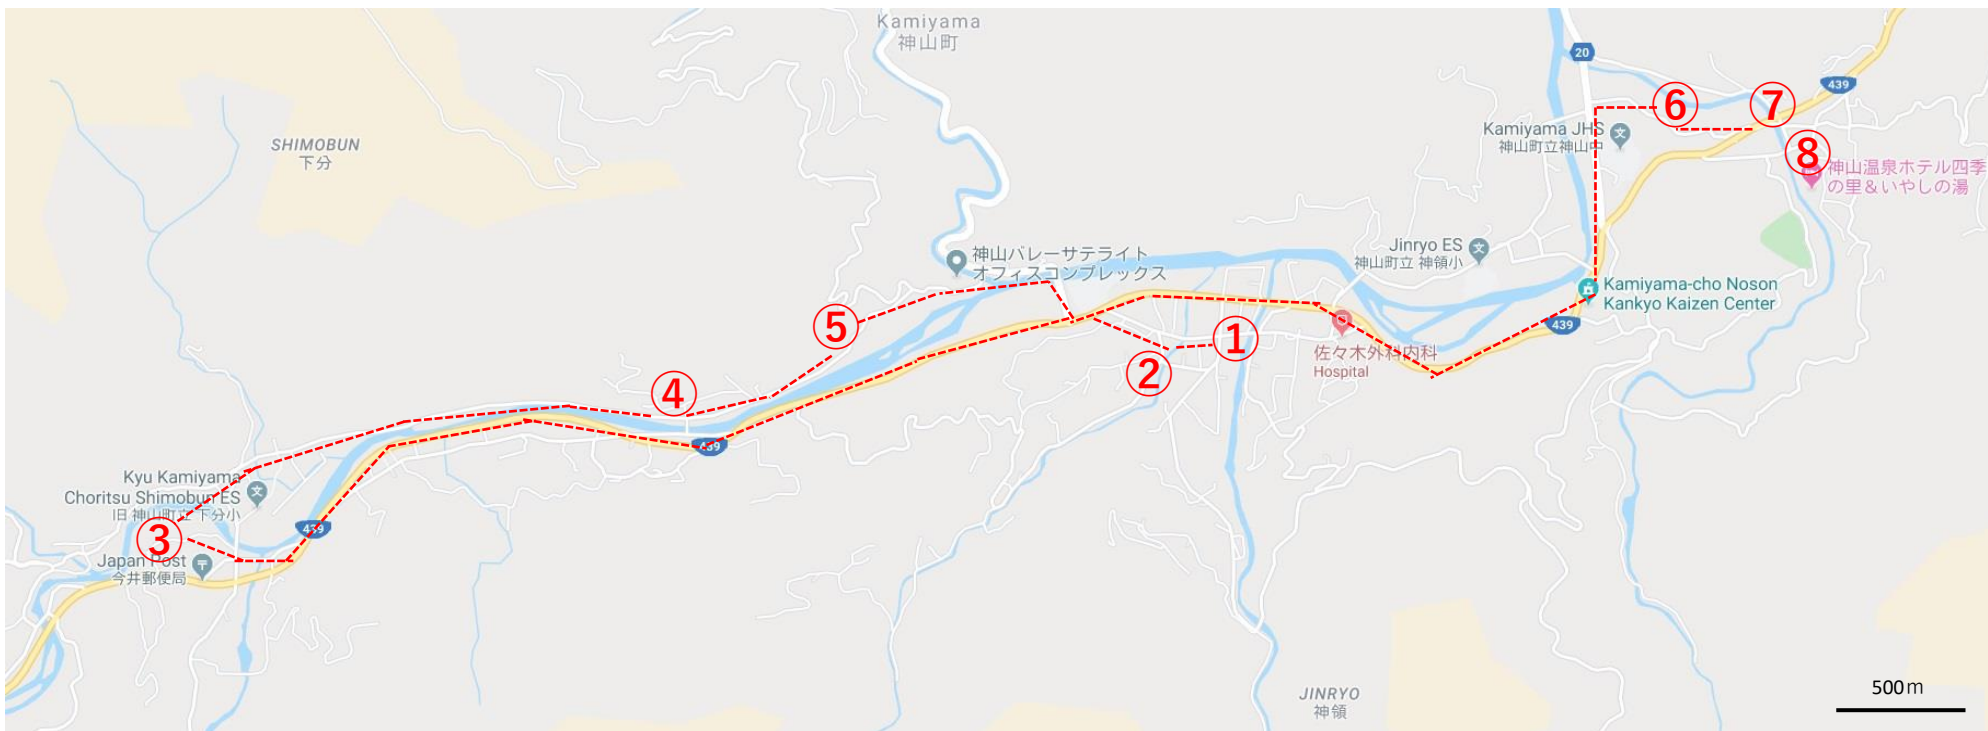 Kamiyama
神山町
20
439
⑥
⑦
Kamiyama JHS
神山町立神山中
⑧
神山温泉ホテル四季
の里&いやしの湯
SHIMOBUN
下分
神山バレーサテライト
オフィスコンプレックス
Jinryo ES
神山町立 神領小
Kamiyama-cho Noson
Kankyo Kaizen Center
439
⑤
①
②
佐々木外科内科
Hospital
④
439
Kyu Kamiyama
Choritsu Shimobun ES
旧 神山町立 下分小
439
③
Japan Post
今井郵便局
JINRYO
神領
500m